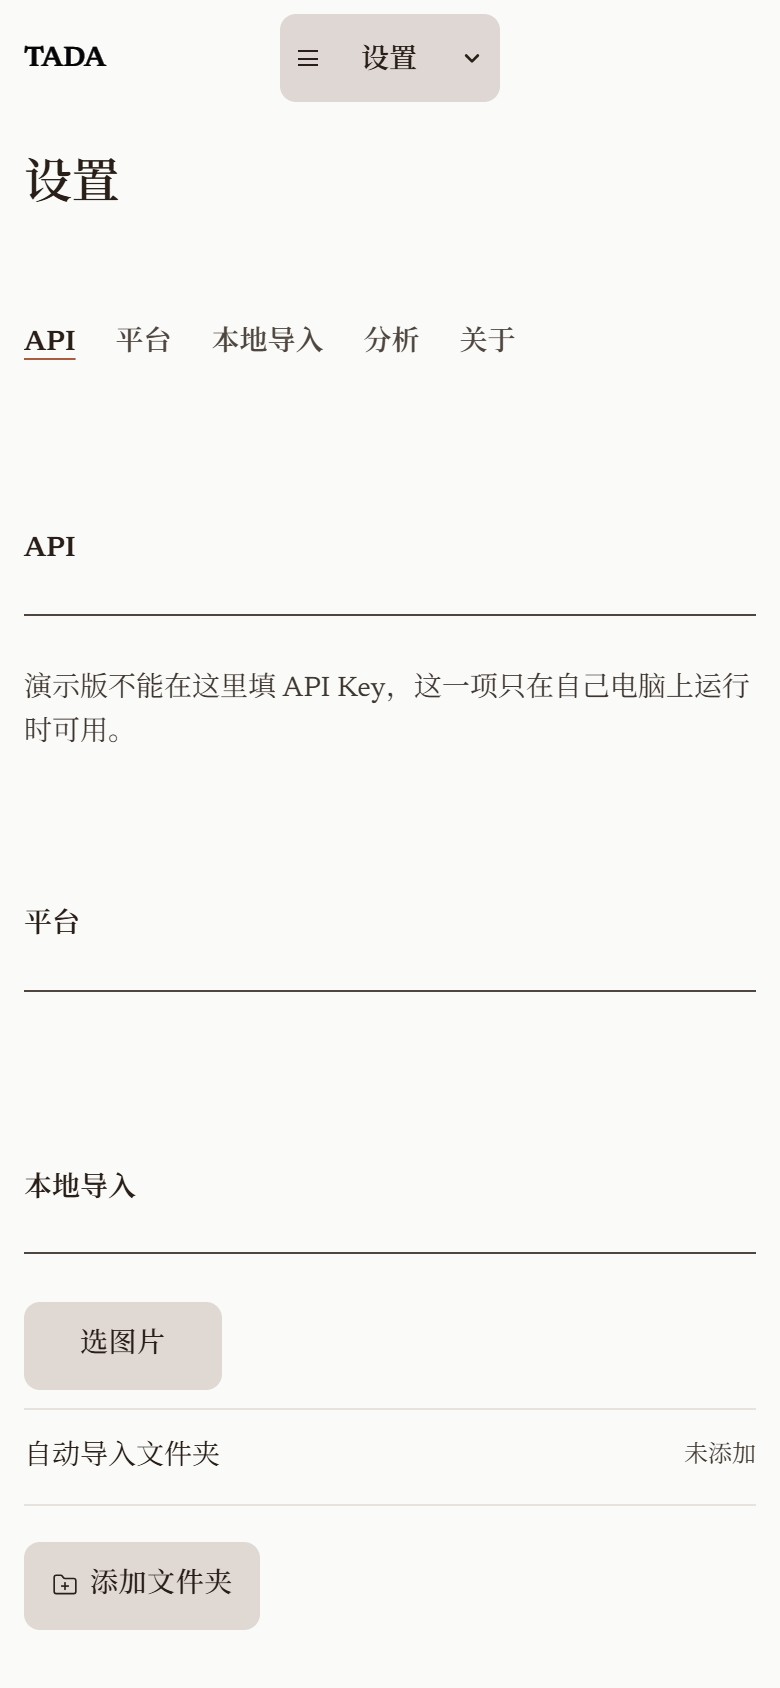 TADA
设置
设置
API 平台 本地导入 分析 关于
API
演示版不能在这里填 API Key，这一项只在自己电脑上运行
时可用。
平台
本地导入
选图片
自动导入文件夹 未添加
添加文件夹